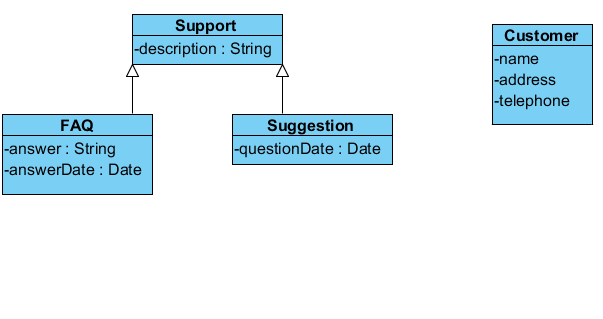 Support
-description : String
Customer
-name
-address
-telephone
FAQ
-answer : String
-answerDate : Date
Suggestion
-questionDate : Date